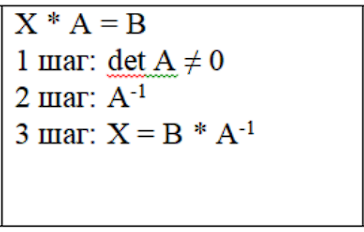 X * A = B
1 шаг: det A ≠ 0
2 шаг: A⁻¹
3 шаг: X = B * A⁻¹